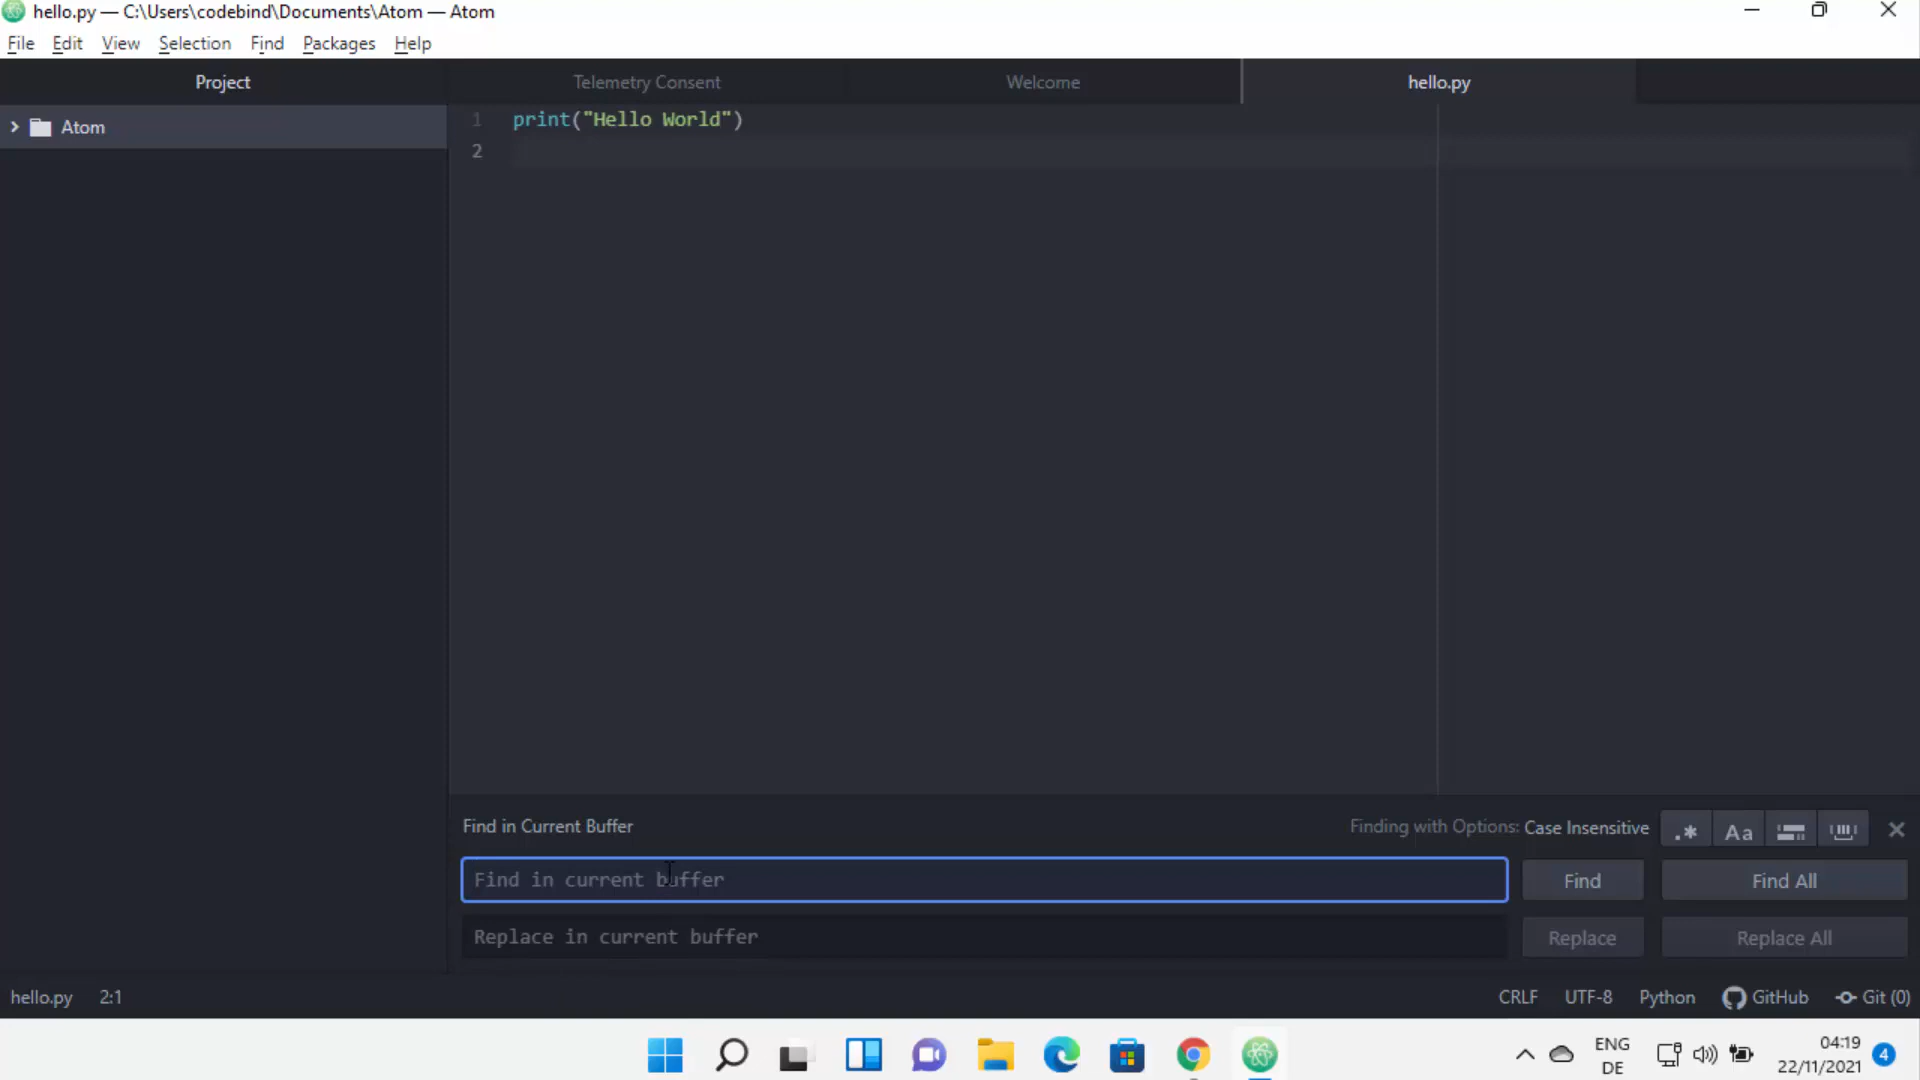 hello.py — C:\Users\codebind\Documents\Atom — Atom
File Edit View Selection Find Packages Help
Project Telemetry Consent Welcome hello.py
Atom
1 print("Hello World")
2
Find in Current Buffer Finding with Options: Case Insensitive .* Aa
Find in current buffer Find Find All
Replace in current buffer Replace Replace All
hello.py 2:1 CRLF UTF-8 Python GitHub Git (0)
ENG 04:19 4
DE 22/11/2021